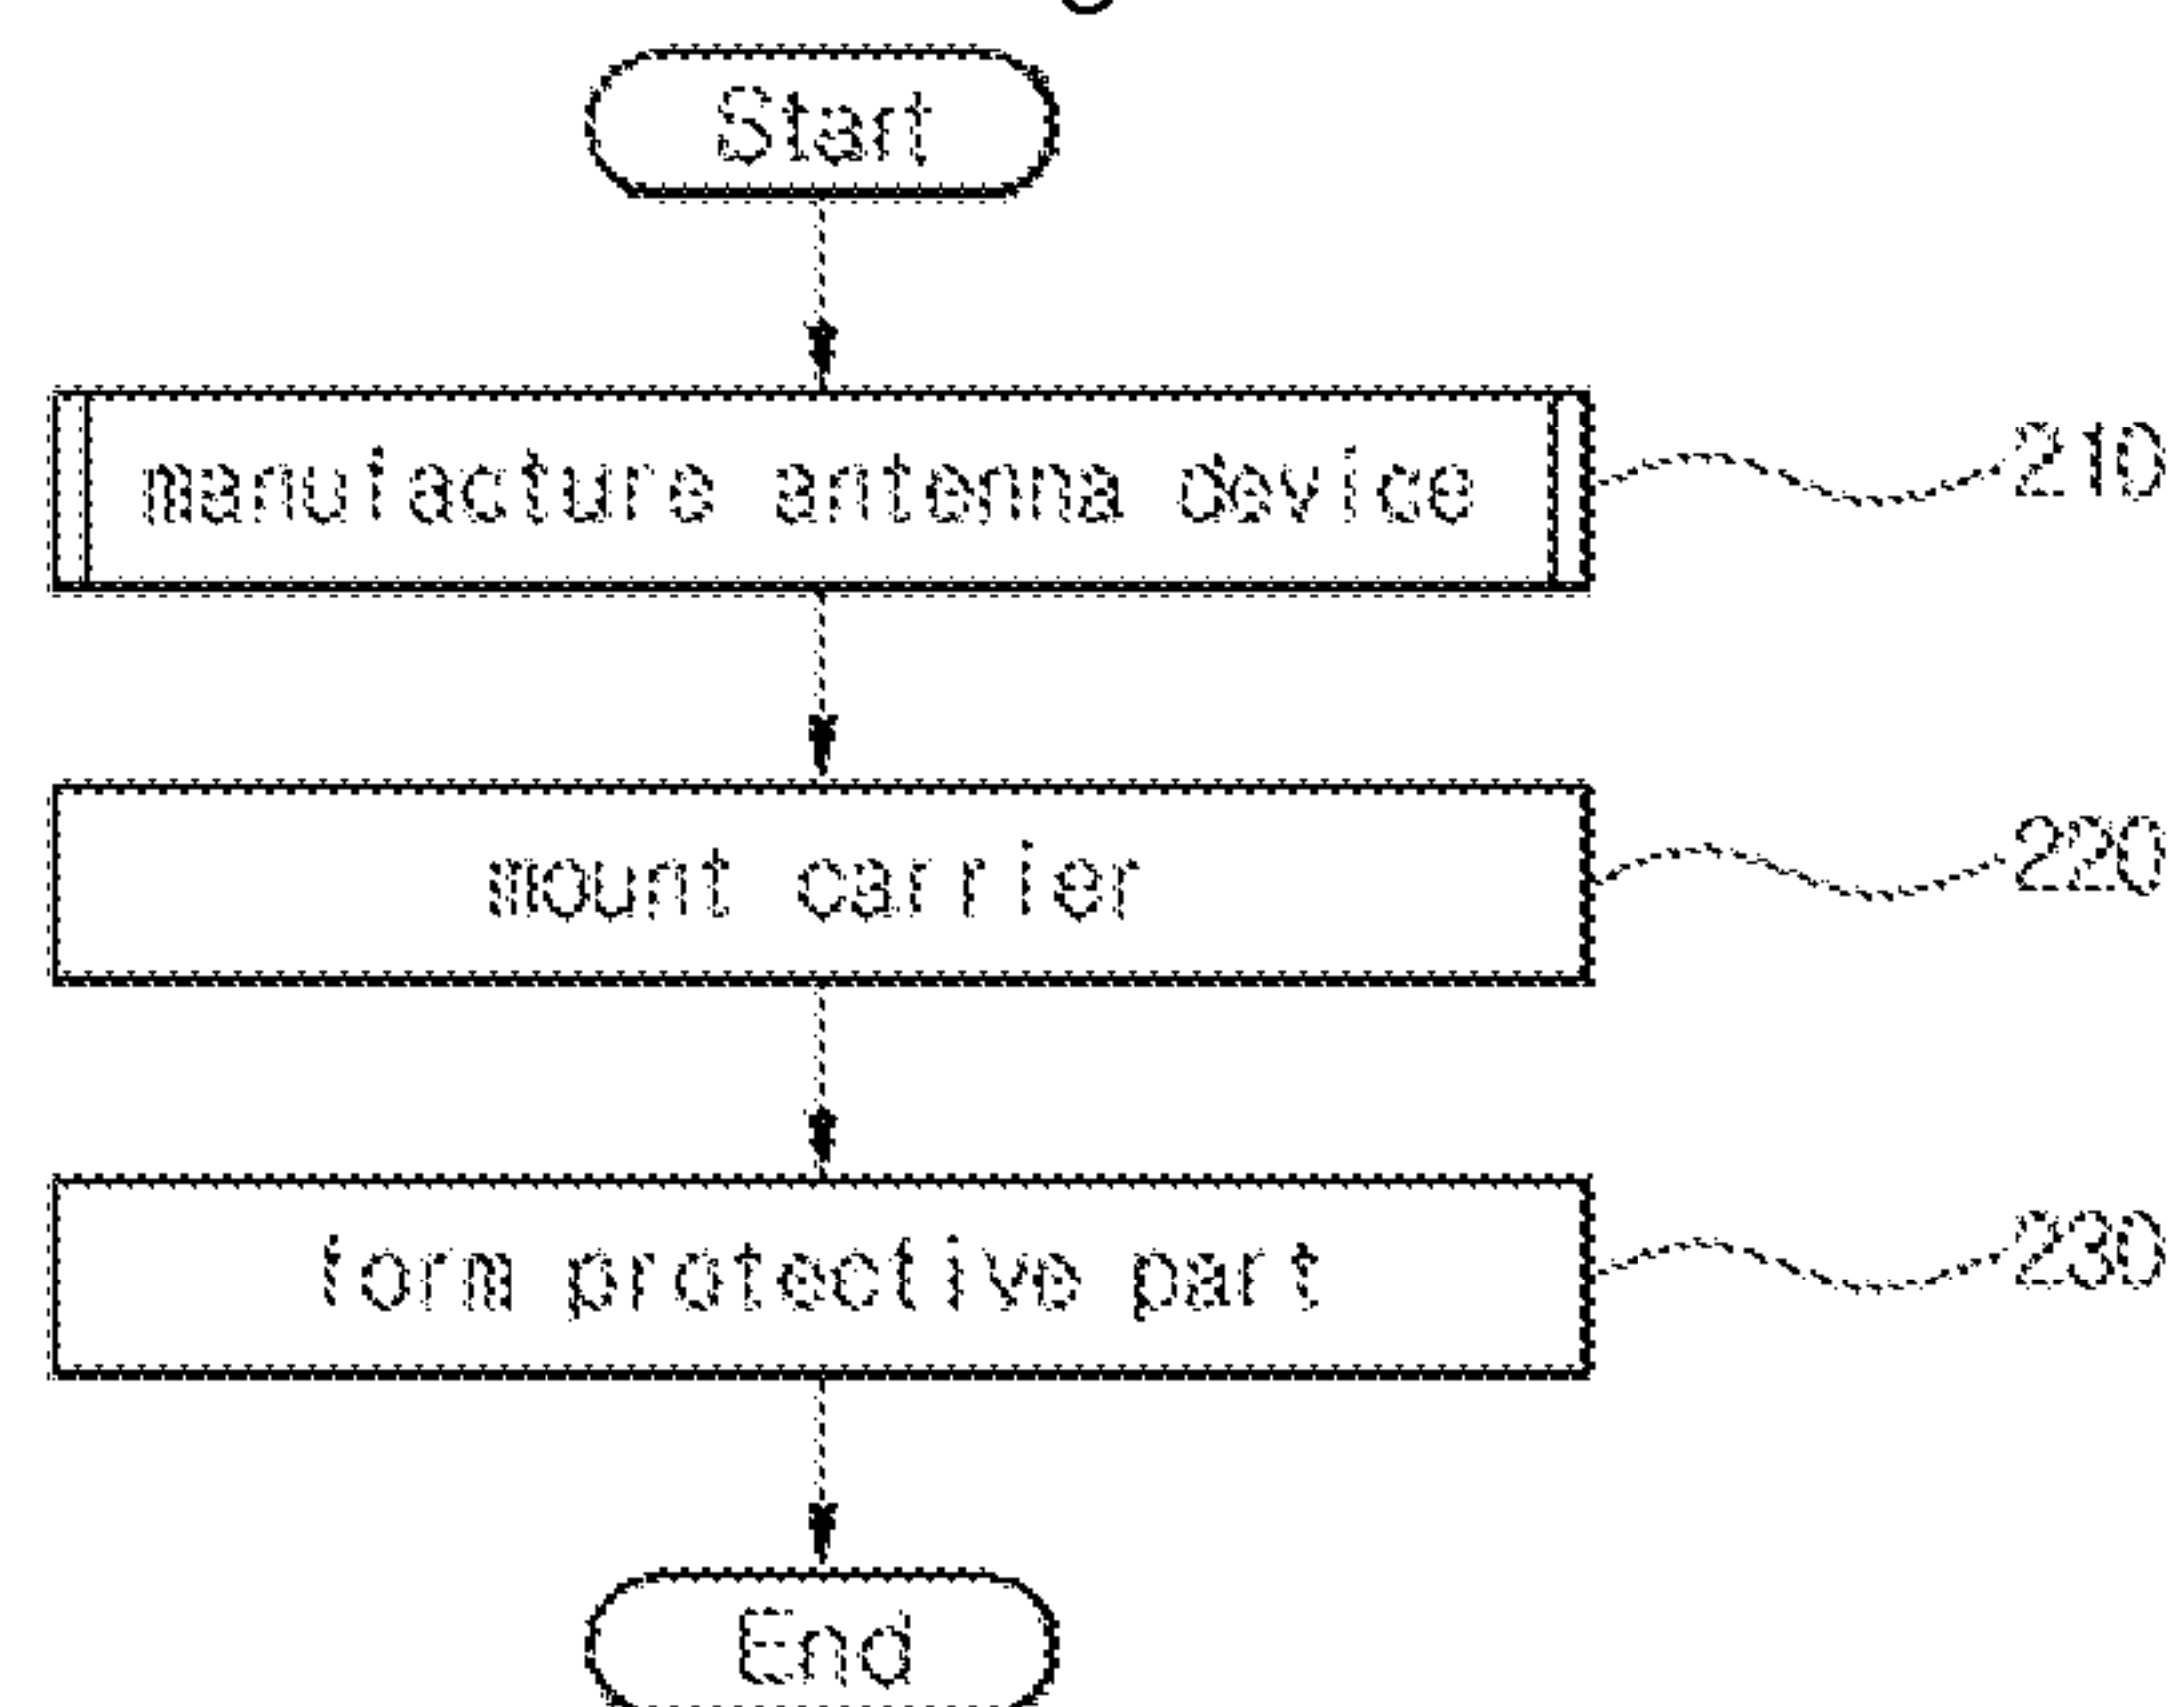 Start
manufacture antenna device 210
mount carrier 220
form protective part 230
End